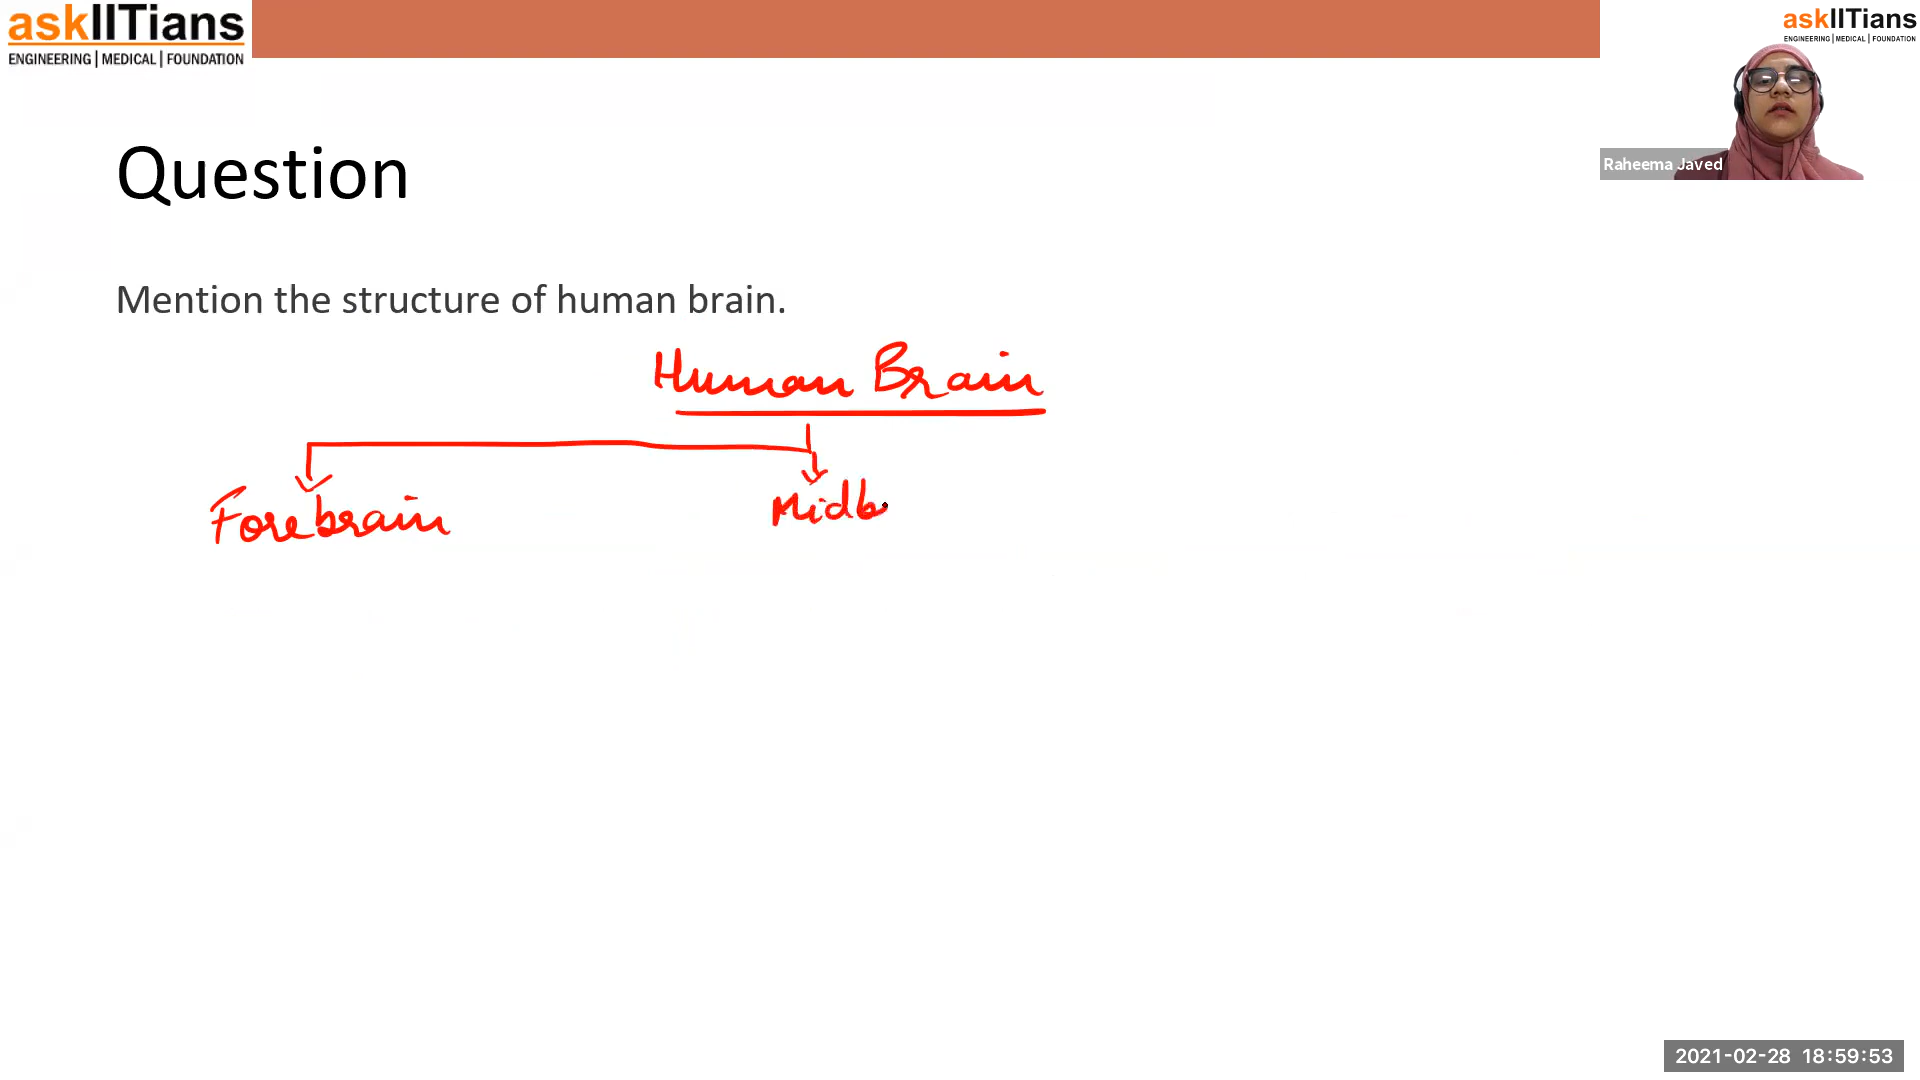 askIITians
ENGINEERING | MEDICAL | FOUNDATION
askIITians
ENGINEERING | MEDICAL | FOUNDATION
Raheema Javed
Question
Mention the structure of human brain.
Human Brain
Forebrain Midb
2021-02-28 18:59:53